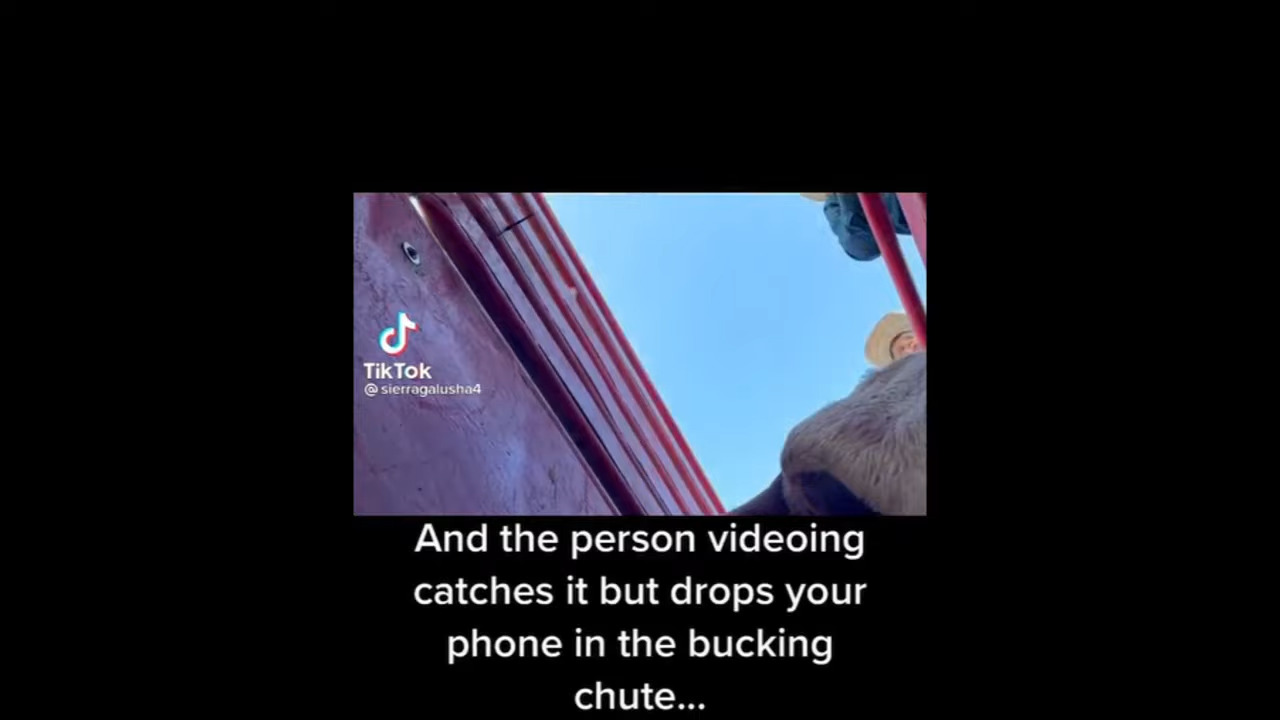 TikTok
@sierragalusha4
And the person videoing
catches it but drops your
phone in the bucking
chute...